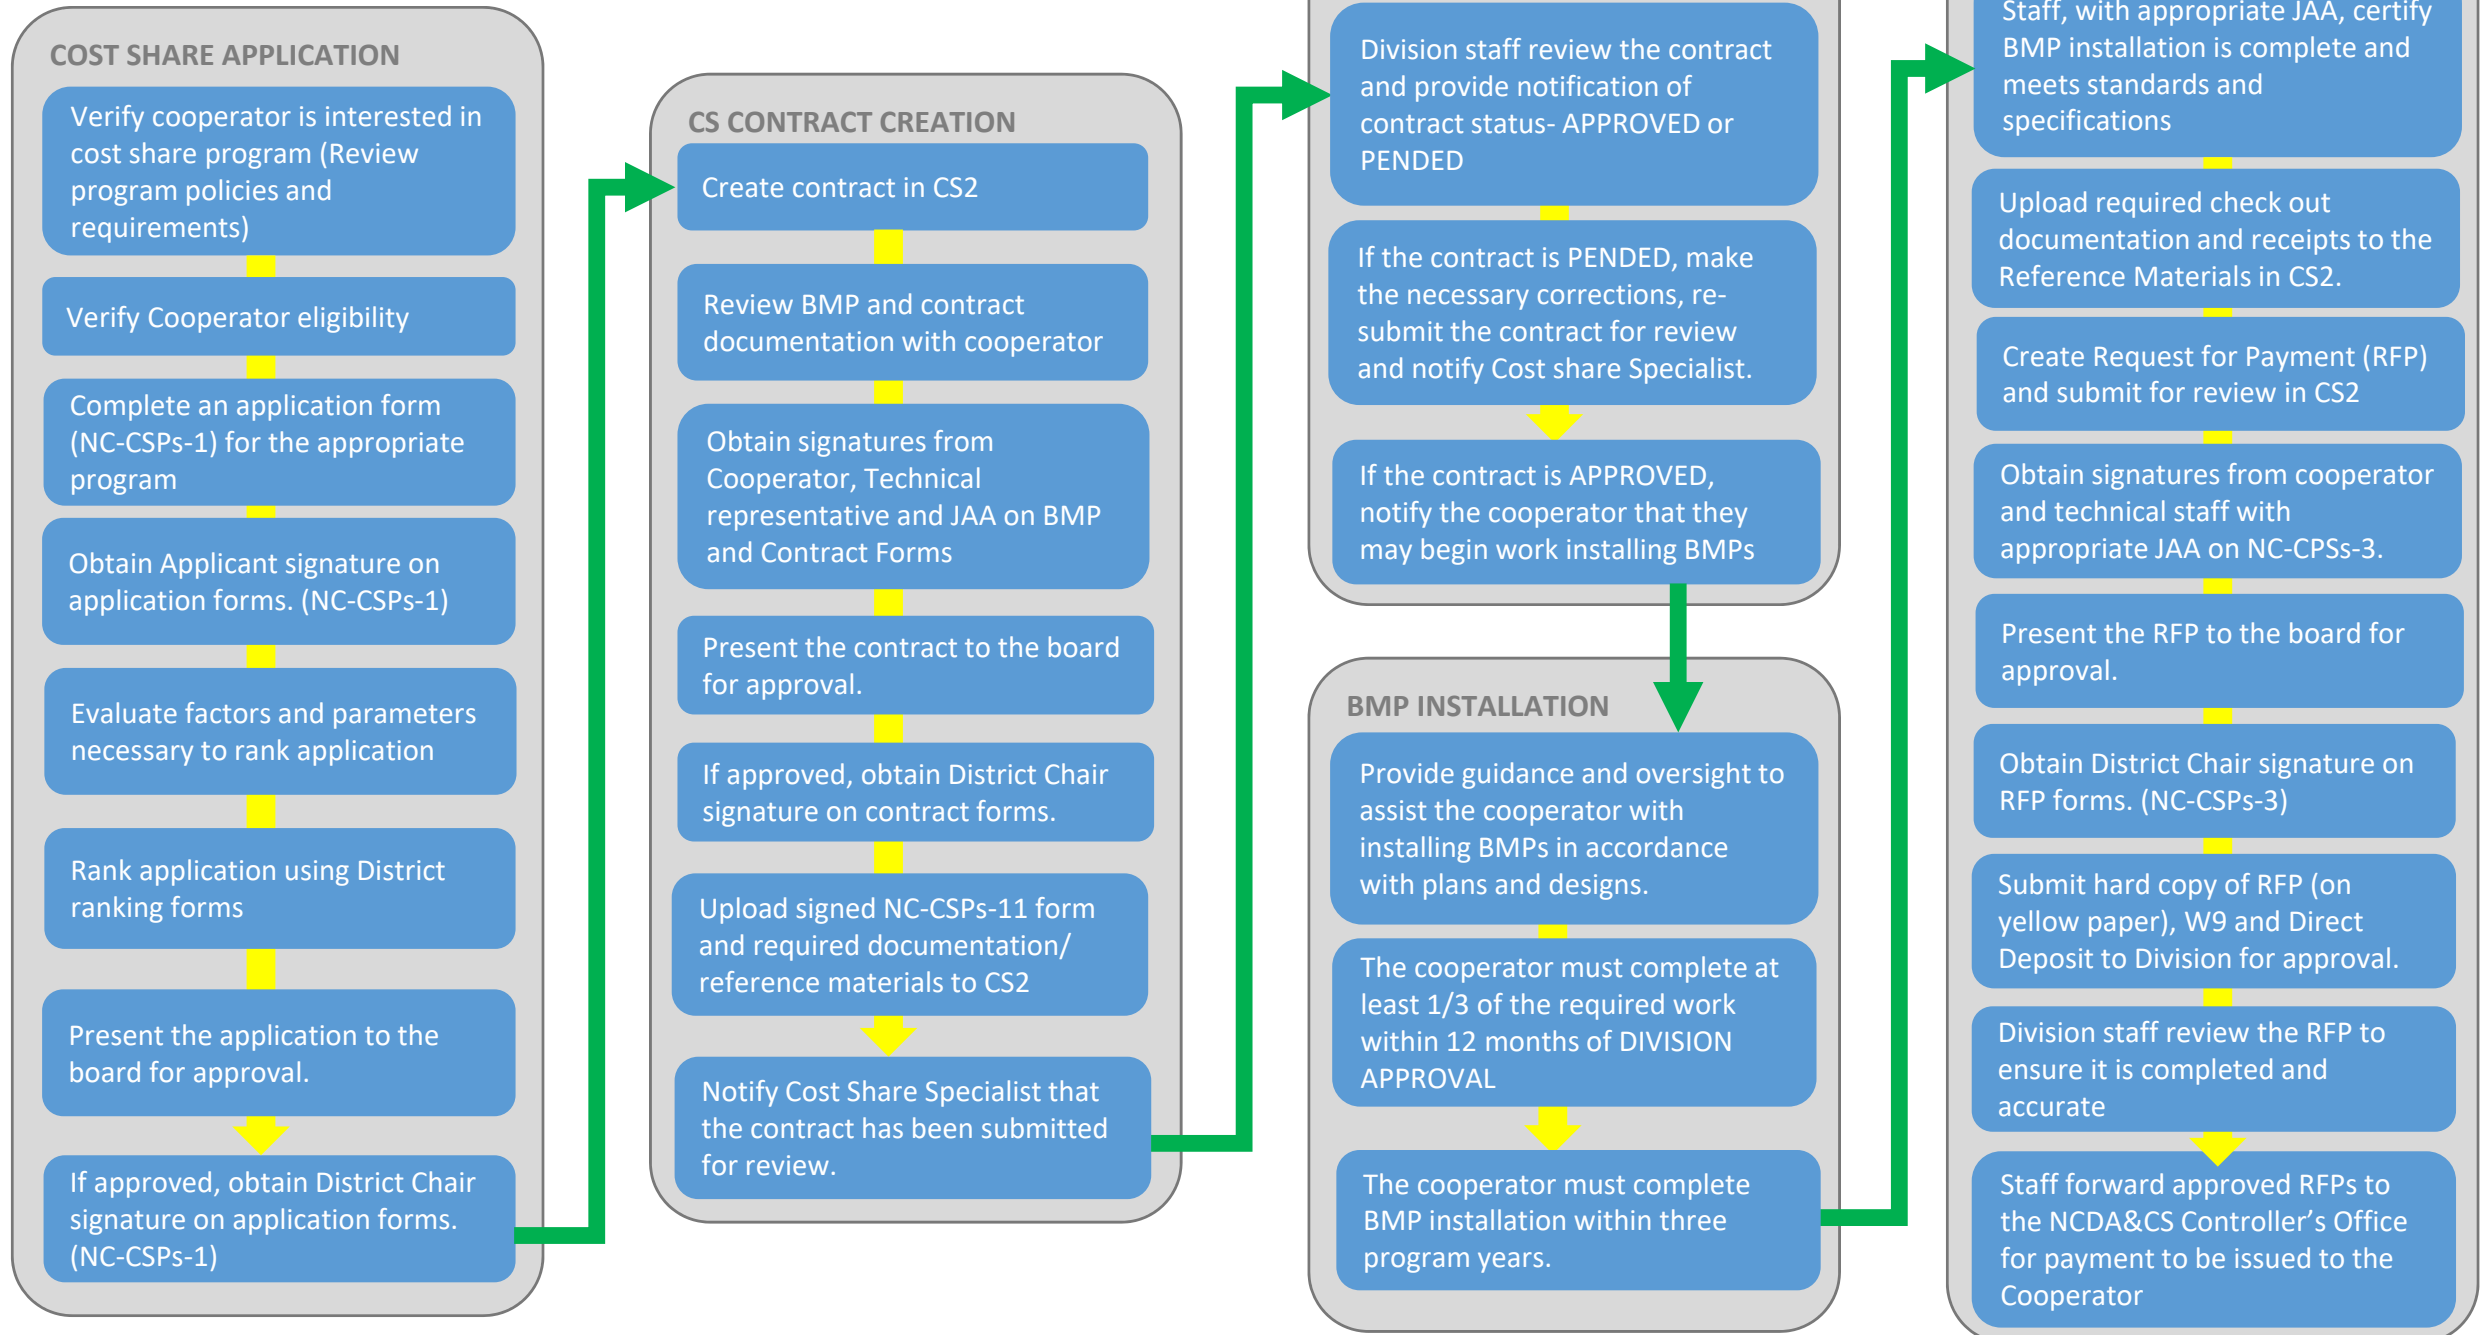 COST SHARE APPLICATION
Verify cooperator is interested in
cost share program (Review
program policies and
requirements)
Verify Cooperator eligibility
Complete an application form
(NC-CSPs-1) for the appropriate
program
Obtain Applicant signature on
application forms. (NC-CSPs-1)
Evaluate factors and parameters
necessary to rank application
Rank application using District
ranking forms
Present the application to the
board for approval.
If approved, obtain District Chair
signature on application forms.
(NC-CSPs-1)
CS CONTRACT CREATION
Create contract in CS2
Review BMP and contract
documentation with cooperator
Obtain signatures from
Cooperator, Technical
representative and JAA on BMP
and Contract Forms
Present the contract to the board
for approval.
If approved, obtain District Chair
signature on contract forms.
Upload signed NC-CSPs-11 form
and required documentation/
reference materials to CS2
Notify Cost Share Specialist that
the contract has been submitted
for review.
Division staff review the contract
and provide notification of
contract status- APPROVED or
PENDED
If the contract is PENDED, make
the necessary corrections, re-
submit the contract for review
and notify Cost share Specialist.
If the contract is APPROVED,
notify the cooperator that they
may begin work installing BMPs
BMP INSTALLATION
Provide guidance and oversight to
assist the cooperator with
installing BMPs in accordance
with plans and designs.
The cooperator must complete at
least 1/3 of the required work
within 12 months of DIVISION
APPROVAL
The cooperator must complete
BMP installation within three
program years.
Staff, with appropriate JAA, certify
BMP installation is complete and
meets standards and
specifications
Upload required check out
documentation and receipts to the
Reference Materials in CS2.
Create Request for Payment (RFP)
and submit for review in CS2
Obtain signatures from cooperator
and technical staff with
appropriate JAA on NC-CPSs-3.
Present the RFP to the board for
approval.
Obtain District Chair signature on
RFP forms. (NC-CSPs-3)
Submit hard copy of RFP (on
yellow paper), W9 and Direct
Deposit to Division for approval.
Division staff review the RFP to
ensure it is completed and
accurate
Staff forward approved RFPs to
the NCDA&CS Controller's Office
for payment to be issued to the
Cooperator